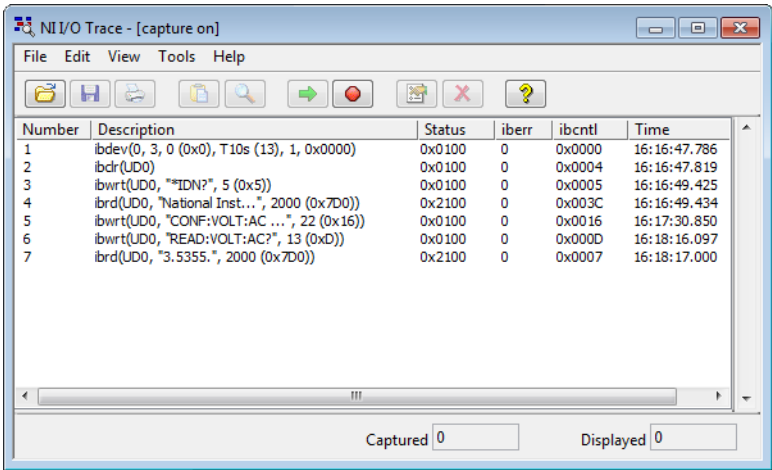 NI I/O Trace - [capture on]
File Edit View Tools Help
Number Description Status iberr ibcntl Time
1 ibdev(0, 3, 0 (0x0), T10s (13), 1, 0x0000) 0x0100 0 0x0000 16:16:47.786
2 ibclr(UD0) 0x0100 0 0x0004 16:16:47.819
3 ibwrt(UD0, "*IDN?", 5 (0x5)) 0x0100 0 0x0005 16:16:49.425
4 ibrd(UD0, "National Inst...", 2000 (0x7D0)) 0x2100 0 0x003C 16:16:49.434
5 ibwrt(UD0, "CONF:VOLT:AC ...", 22 (0x16)) 0x0100 0 0x0016 16:17:30.850
6 ibwrt(UD0, "READ:VOLT:AC?", 13 (0xD)) 0x0100 0 0x000D 16:18:16.097
7 ibrd(UD0, "3.5355.", 2000 (0x7D0)) 0x2100 0 0x0007 16:18:17.000
Captured 0 Displayed 0